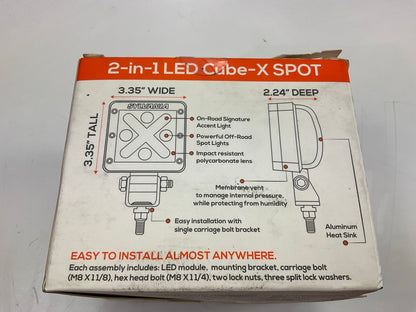 2-in-1 LED Cube-X SPOT
3.35" WIDE
2.24" DEEP
3.35" TALL
SYLVANIA
On-Road Signature
Accent Light
Powerful Off-Road
Spot Lights
Impact resistant
polycarbonate lens
Membrane vent
to manage internal pressure,
while protecting from humidity
Easy installation with
single carriage bolt bracket
Aluminum
Heat Sink
EASY TO INSTALL ALMOST ANYWHERE.
Each assembly includes: LED module, mounting bracket, carriage bolt
(M8 X 11/8), hex head bolt (M8 X 11/4), two lock nuts, three split lock washers.